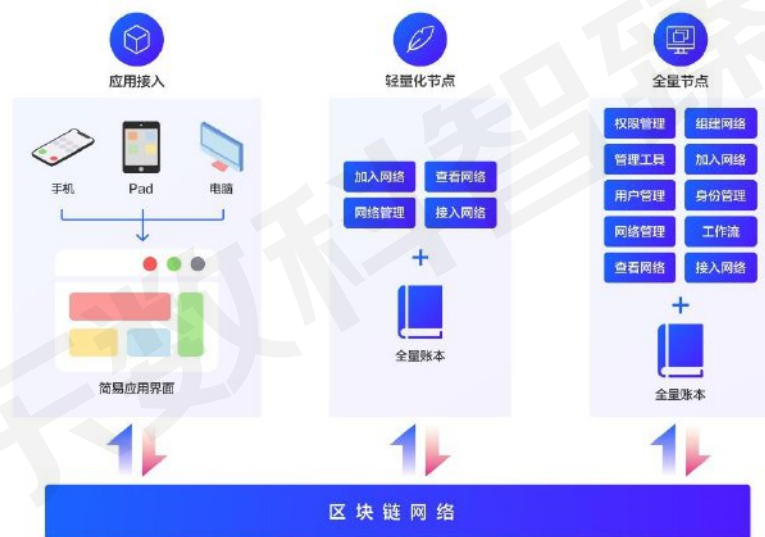 应用接入
手机 Pad 电脑
简易应用界面
轻量化节点
加入网络 查看网络
网络管理 接入网络
+
全量账本
全量节点
权限管理 组建网络
管理工具 加入网络
用户管理 身份管理
网络管理 工作流
查看网络 接入网络
+
全量账本
区块链网络